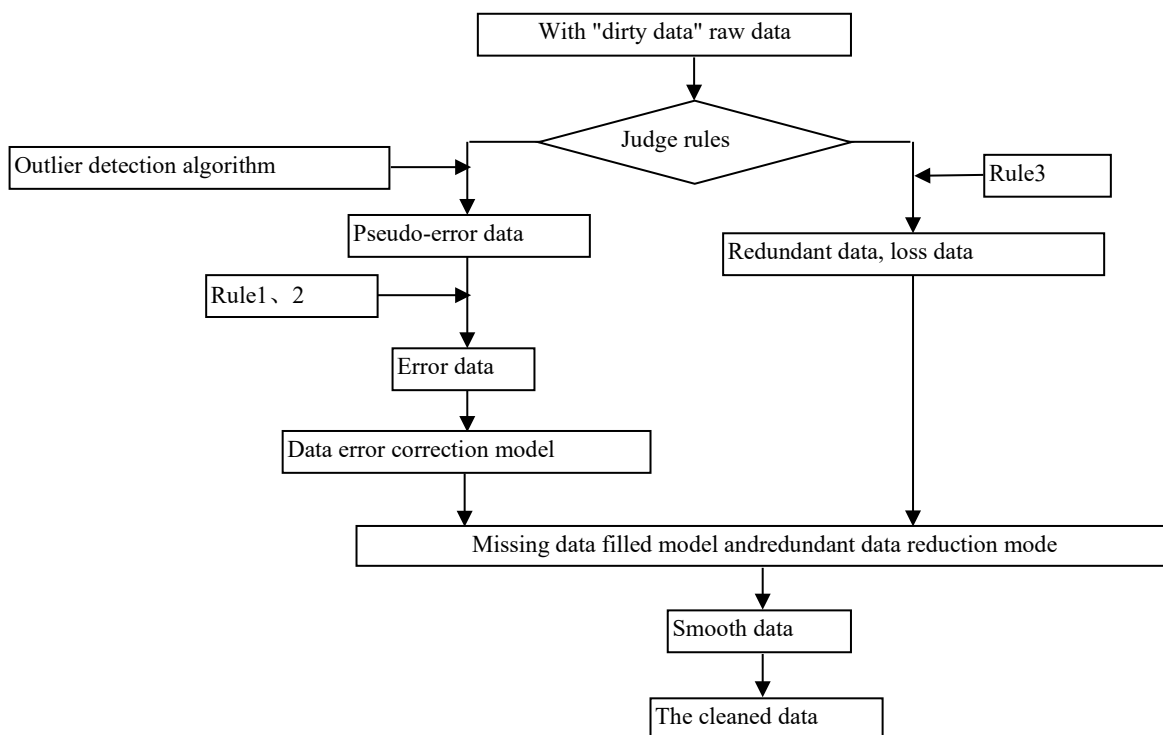 With "dirty data" raw data
Judge rules
Outlier detection algorithm
Rule3
Pseudo-error data
Redundant data, loss data
Rule1、2
Error data
Data error correction model
Missing data filled model andredundant data reduction mode
Smooth data
The cleaned data